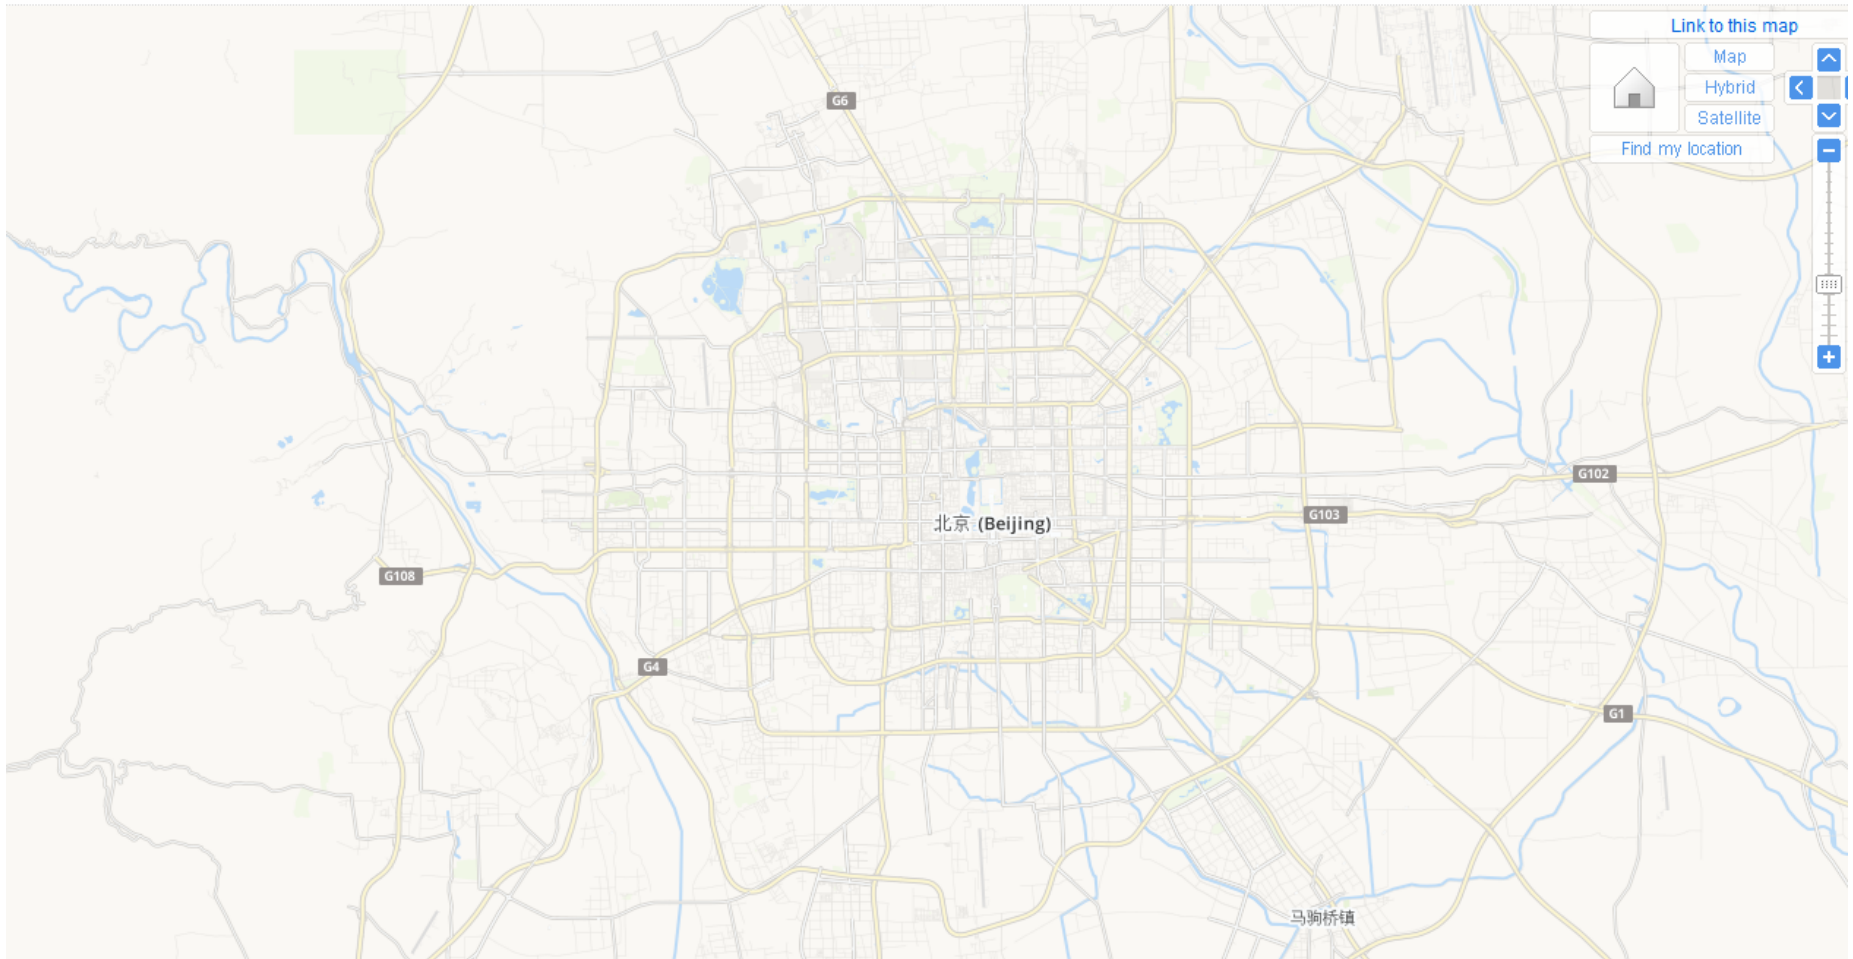 Link to this map
Map
Hybrid
Satellite
Find my location
G6
G102
G103
北京 (Beijing)
G108
G4
G1
马驹桥镇